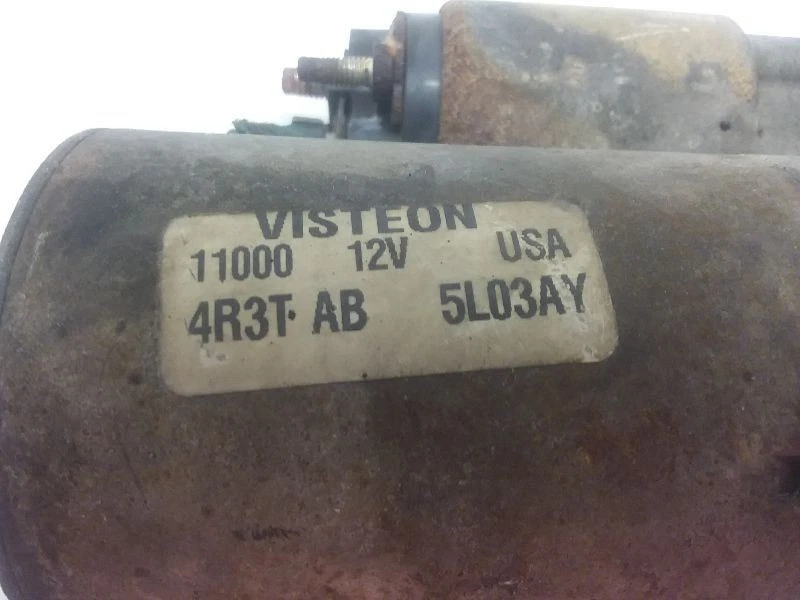 VISTEON
11000 12V USA
4R3T AB 5L03AY